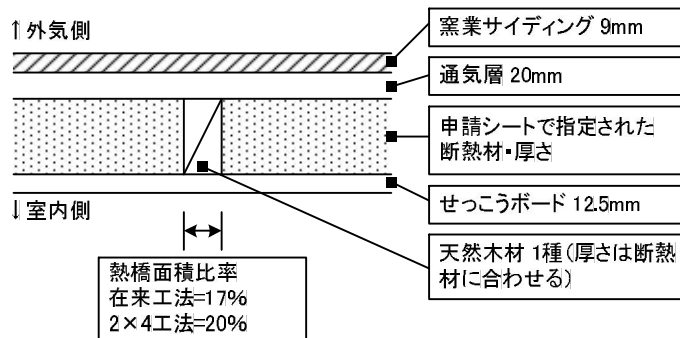 ↑外気側
窯業サイディング 9mm
通気層 20mm
申請シートで指定された
断熱材・厚さ
せっこうボード 12.5mm
↓室内側
天然木材 1種(厚さは断熱
材に合わせる)
熱橋面積比率
在来工法=17%
2×4工法=20%